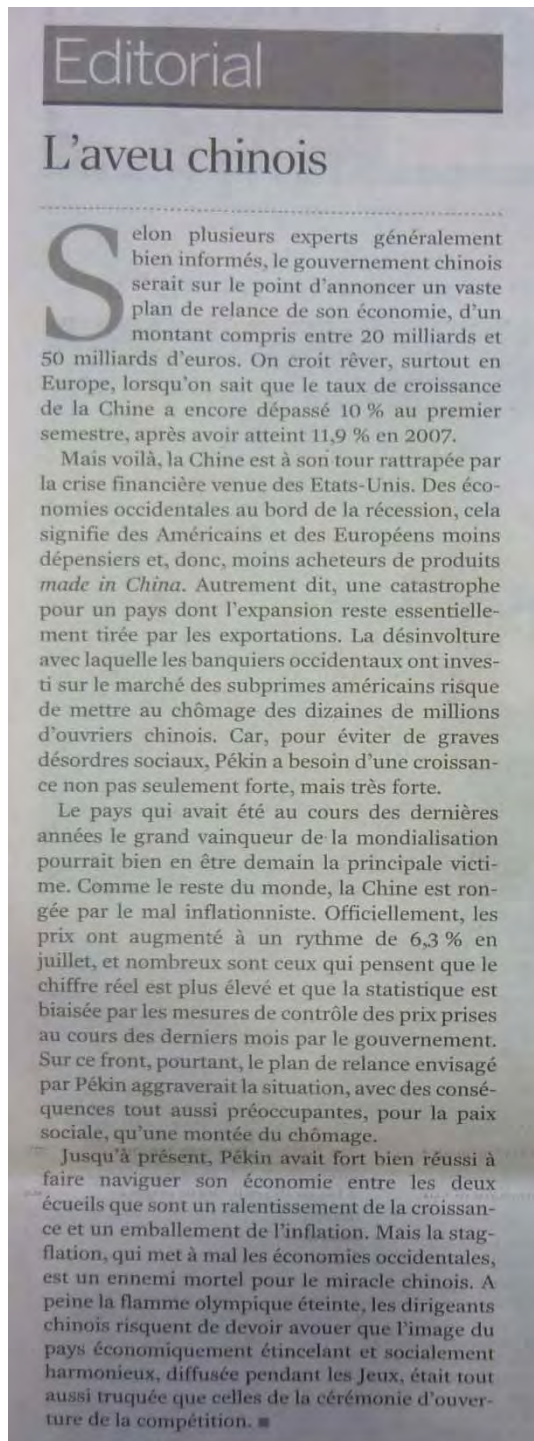 Editorial
L'aveu chinois
Selon plusieurs experts généralement
bien informés, le gouvernement chinois
serait sur le point d'annoncer un vaste
plan de relance de son économie, d'un
montant compris entre 20 milliards et
50 milliards d'euros. On croit rêver, surtout en
Europe, lorsqu'on sait que le taux de croissance
de la Chine a encore dépassé 10 % au premier
semestre, après avoir atteint 11,9 % en 2007.
Mais voilà, la Chine est à son tour rattrapée par
la crise financière venue des Etats-Unis. Des éco-
nomies occidentales au bord de la récession, cela
signifie des Américains et des Européens moins
dépensiers et, donc, moins acheteurs de produits
made in China. Autrement dit, une catastrophe
pour un pays dont l'expansion reste essentielle-
ment tirée par les exportations. La désinvolture
avec laquelle les banquiers occidentaux ont inves-
ti sur le marché des subprimes américains risque
de mettre au chômage des dizaines de millions
d'ouvriers chinois. Car, pour éviter de graves
désordres sociaux, Pékin a besoin d'une croissan-
ce non pas seulement forte, mais très forte.
Le pays qui avait été au cours des dernières
années le grand vainqueur de la mondialisation
pourrait bien en être demain la principale victi-
me. Comme le reste du monde, la Chine est ron-
gée par le mal inflationniste. Officiellement, les
prix ont augmenté à un rythme de 6,3 % en
juillet, et nombreux sont ceux qui pensent que le
chiffre réel est plus élevé et que la statistique est
biaisée par les mesures de contrôle des prix prises
au cours des derniers mois par le gouvernement.
Sur ce front, pourtant, le plan de relance envisagé
par Pékin aggraverait la situation, avec des consé-
quences tout aussi préoccupantes, pour la paix
sociale, qu'une montée du chômage.
Jusqu'à présent, Pékin avait fort bien réussi à
faire naviguer son économie entre les deux
écueils que sont un ralentissement de la croissan-
ce et un emballement de l'inflation. Mais la stag-
flation, qui met à mal les économies occidentales,
est un ennemi mortel pour le miracle chinois. A
peine la flamme olympique éteinte, les dirigeants
chinois risquent de devoir avouer que l'image du
pays économiquement étincelant et socialement
harmonieux, diffusée pendant les Jeux, était tout
aussi truquée que celles de la cérémonie d'ouver-
ture de la compétition. ■